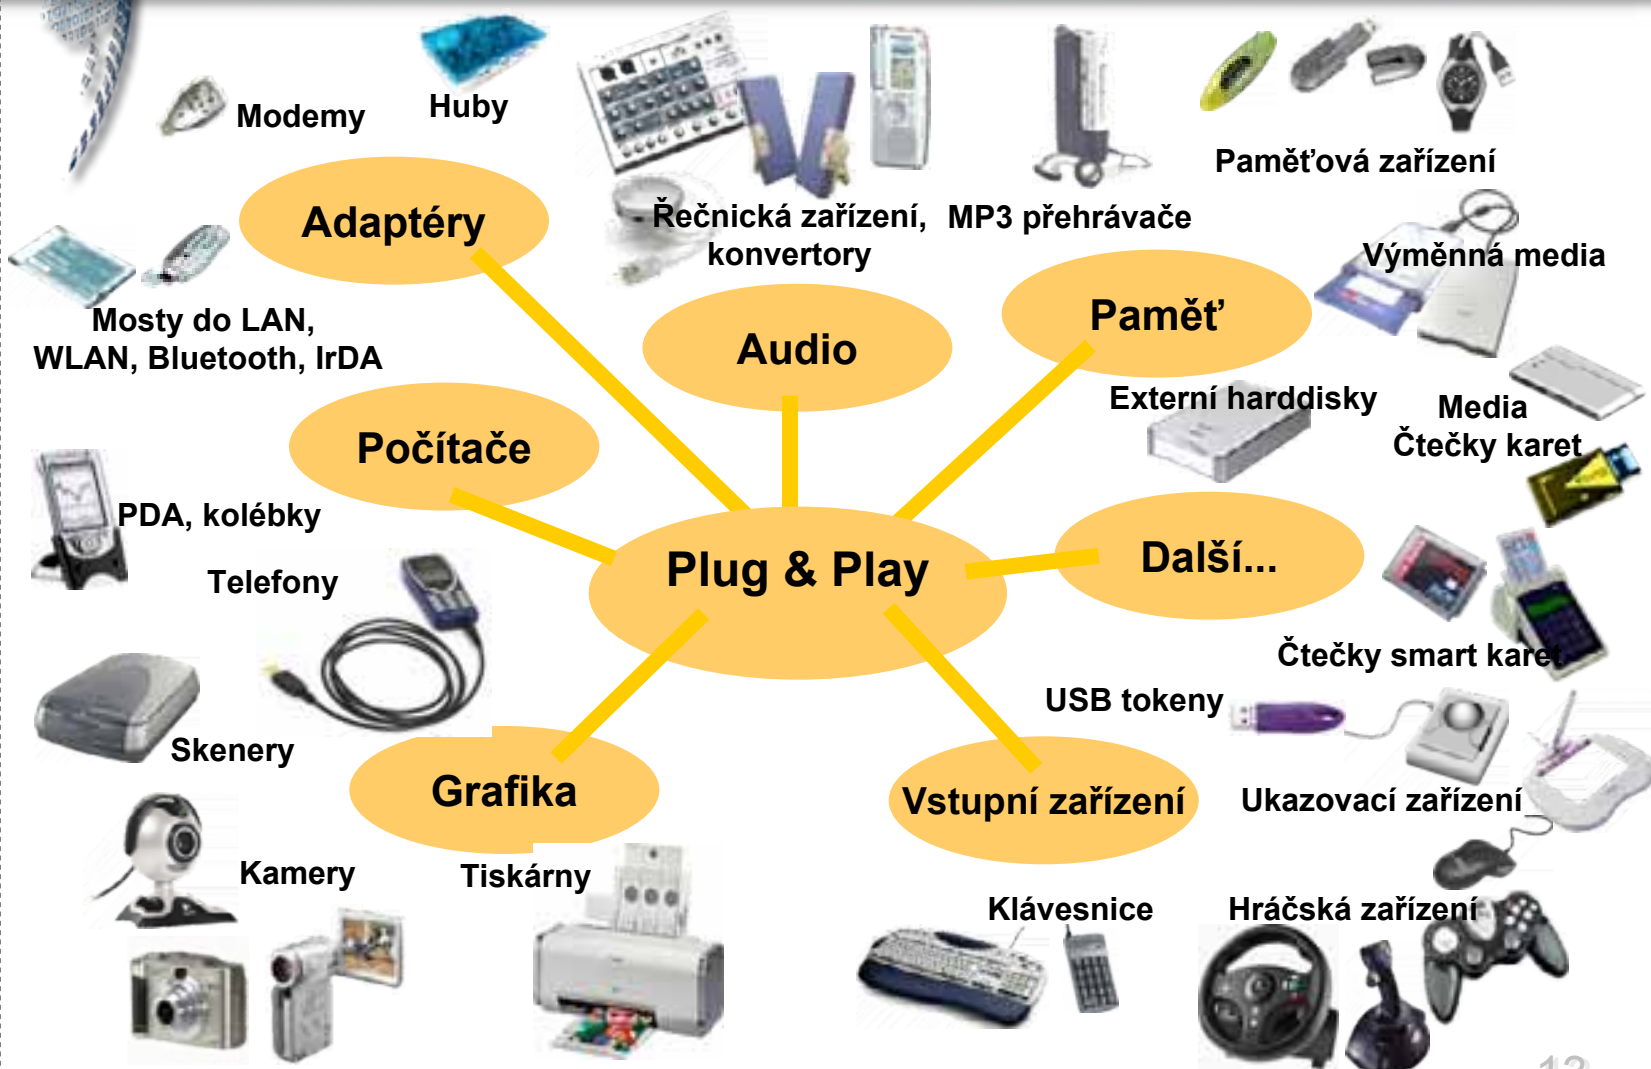 Modemy
Huby
Adaptéry
Mosty do LAN,
WLAN, Bluetooth, IrDA
Řečnická zařízení,
konvertory
MP3 přehrávače
Paměťová zařízení
Výměnná media
Audio
Paměť
Externí harddisky
Media
Čtečky karet
Počítače
PDA, kolébky
Telefony
Plug & Play
Další...
Čtečky smart karet
USB tokeny
Skenery
Grafika
Vstupní zařízení
Ukazovací zařízení
Kamery
Tiskárny
Klávesnice
Hráčská zařízení